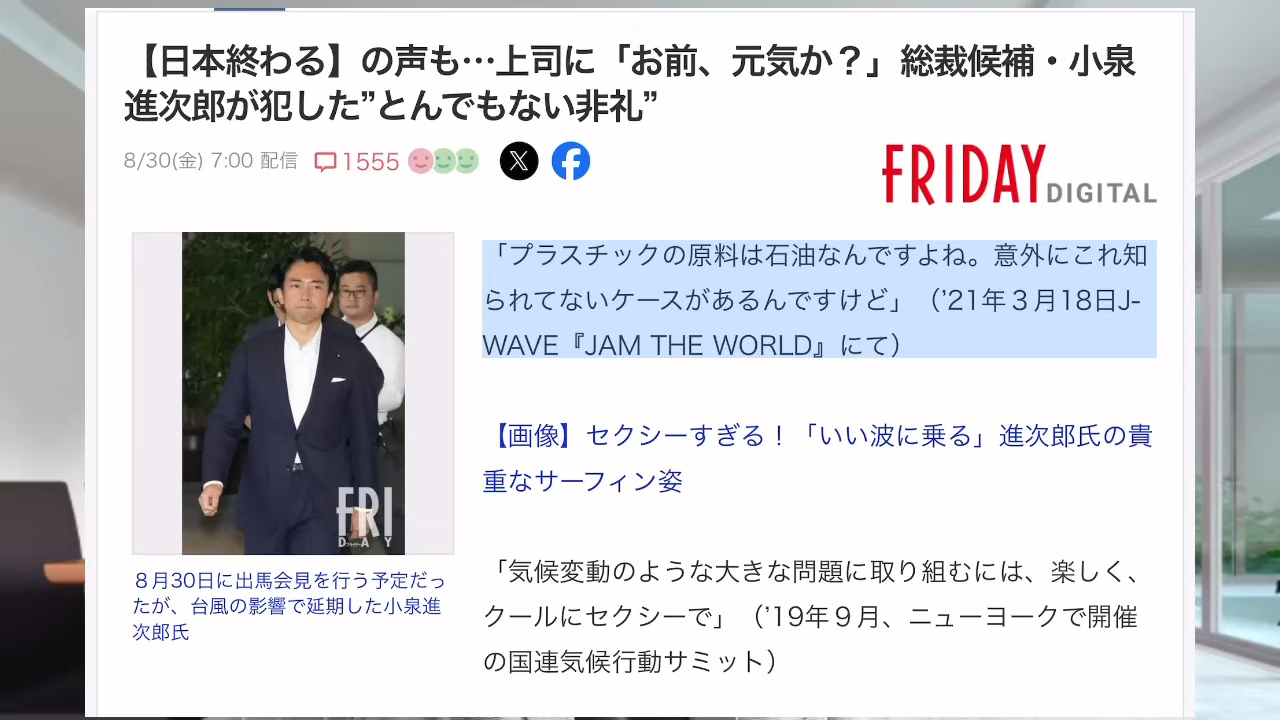 【日本終わる】の声も…上司に「お前、元気か？」総裁候補・小泉
進次郎が犯した”とんでもない非礼”
8/30(金) 7:00 配信 1555
FRIDAY DIGITAL
「プラスチックの原料は石油なんですよね。意外にこれ知
られてないケースがあるんですけど」（’21年３月18日J-
WAVE『JAM THE WORLD』にて）
【画像】セクシーすぎる！「いい波に乗る」進次郎氏の貴
重なサーフィン姿
「気候変動のような大きな問題に取り組むには、楽しく、
クールにセクシーで」（’19年９月、ニューヨークで開催
の国連気候行動サミット）
FRI
DAY
８月30日に出馬会見を行う予定だっ
たが、台風の影響で延期した小泉進
次郎氏